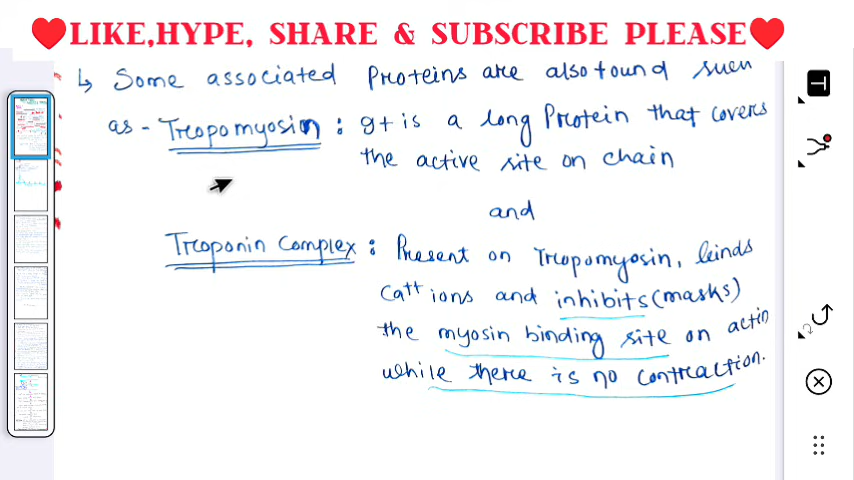 ❤LIKE,HYPE, SHARE & SUBSCRIBE PLEASE❤
↳ Some associated Proteins are also found such
as - Tropomyosin : It is a long Protein that covers
the active site on chain
and
Troponin Complex : Present on Tropomyosin, binds
Ca++ ions and inhibits (masks)
the myosin binding site on actin
while there is no contraction.